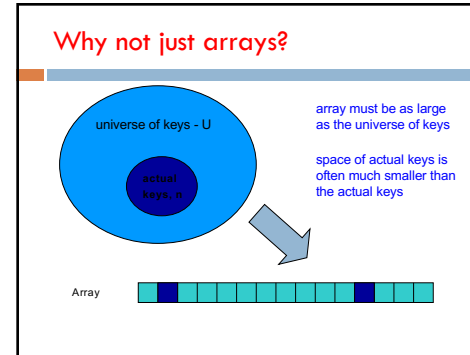 Why not just arrays?
universe of keys - U
actual
keys, n
array must be as large
as the universe of keys
space of actual keys is
often much smaller than
the actual keys
Array